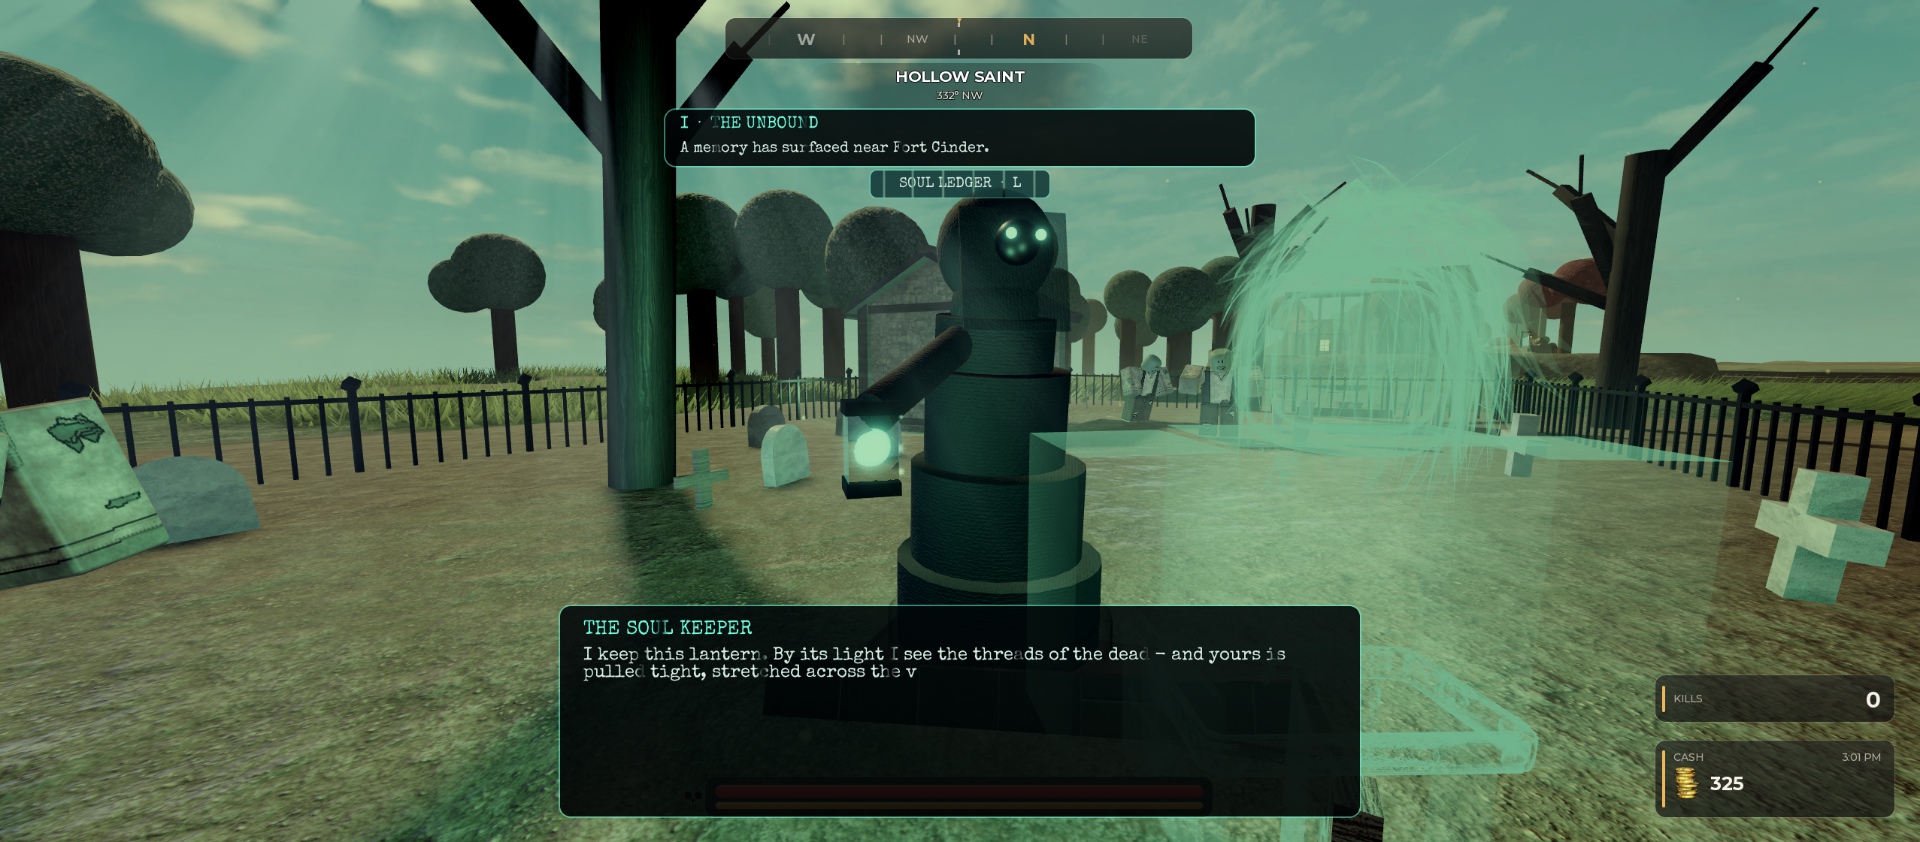 W NW N NE
HOLLOW SAINT
332° NW
I · THE UNBOUND
A memory has surfaced near Fort Cinder.
SOUL LEDGER · L
THE SOUL KEEPER
I keep this lantern. By its light I see the threads of the dead – and yours is
pulled tight, stretched across the v
KILLS 0
CASH 3:01 PM
325